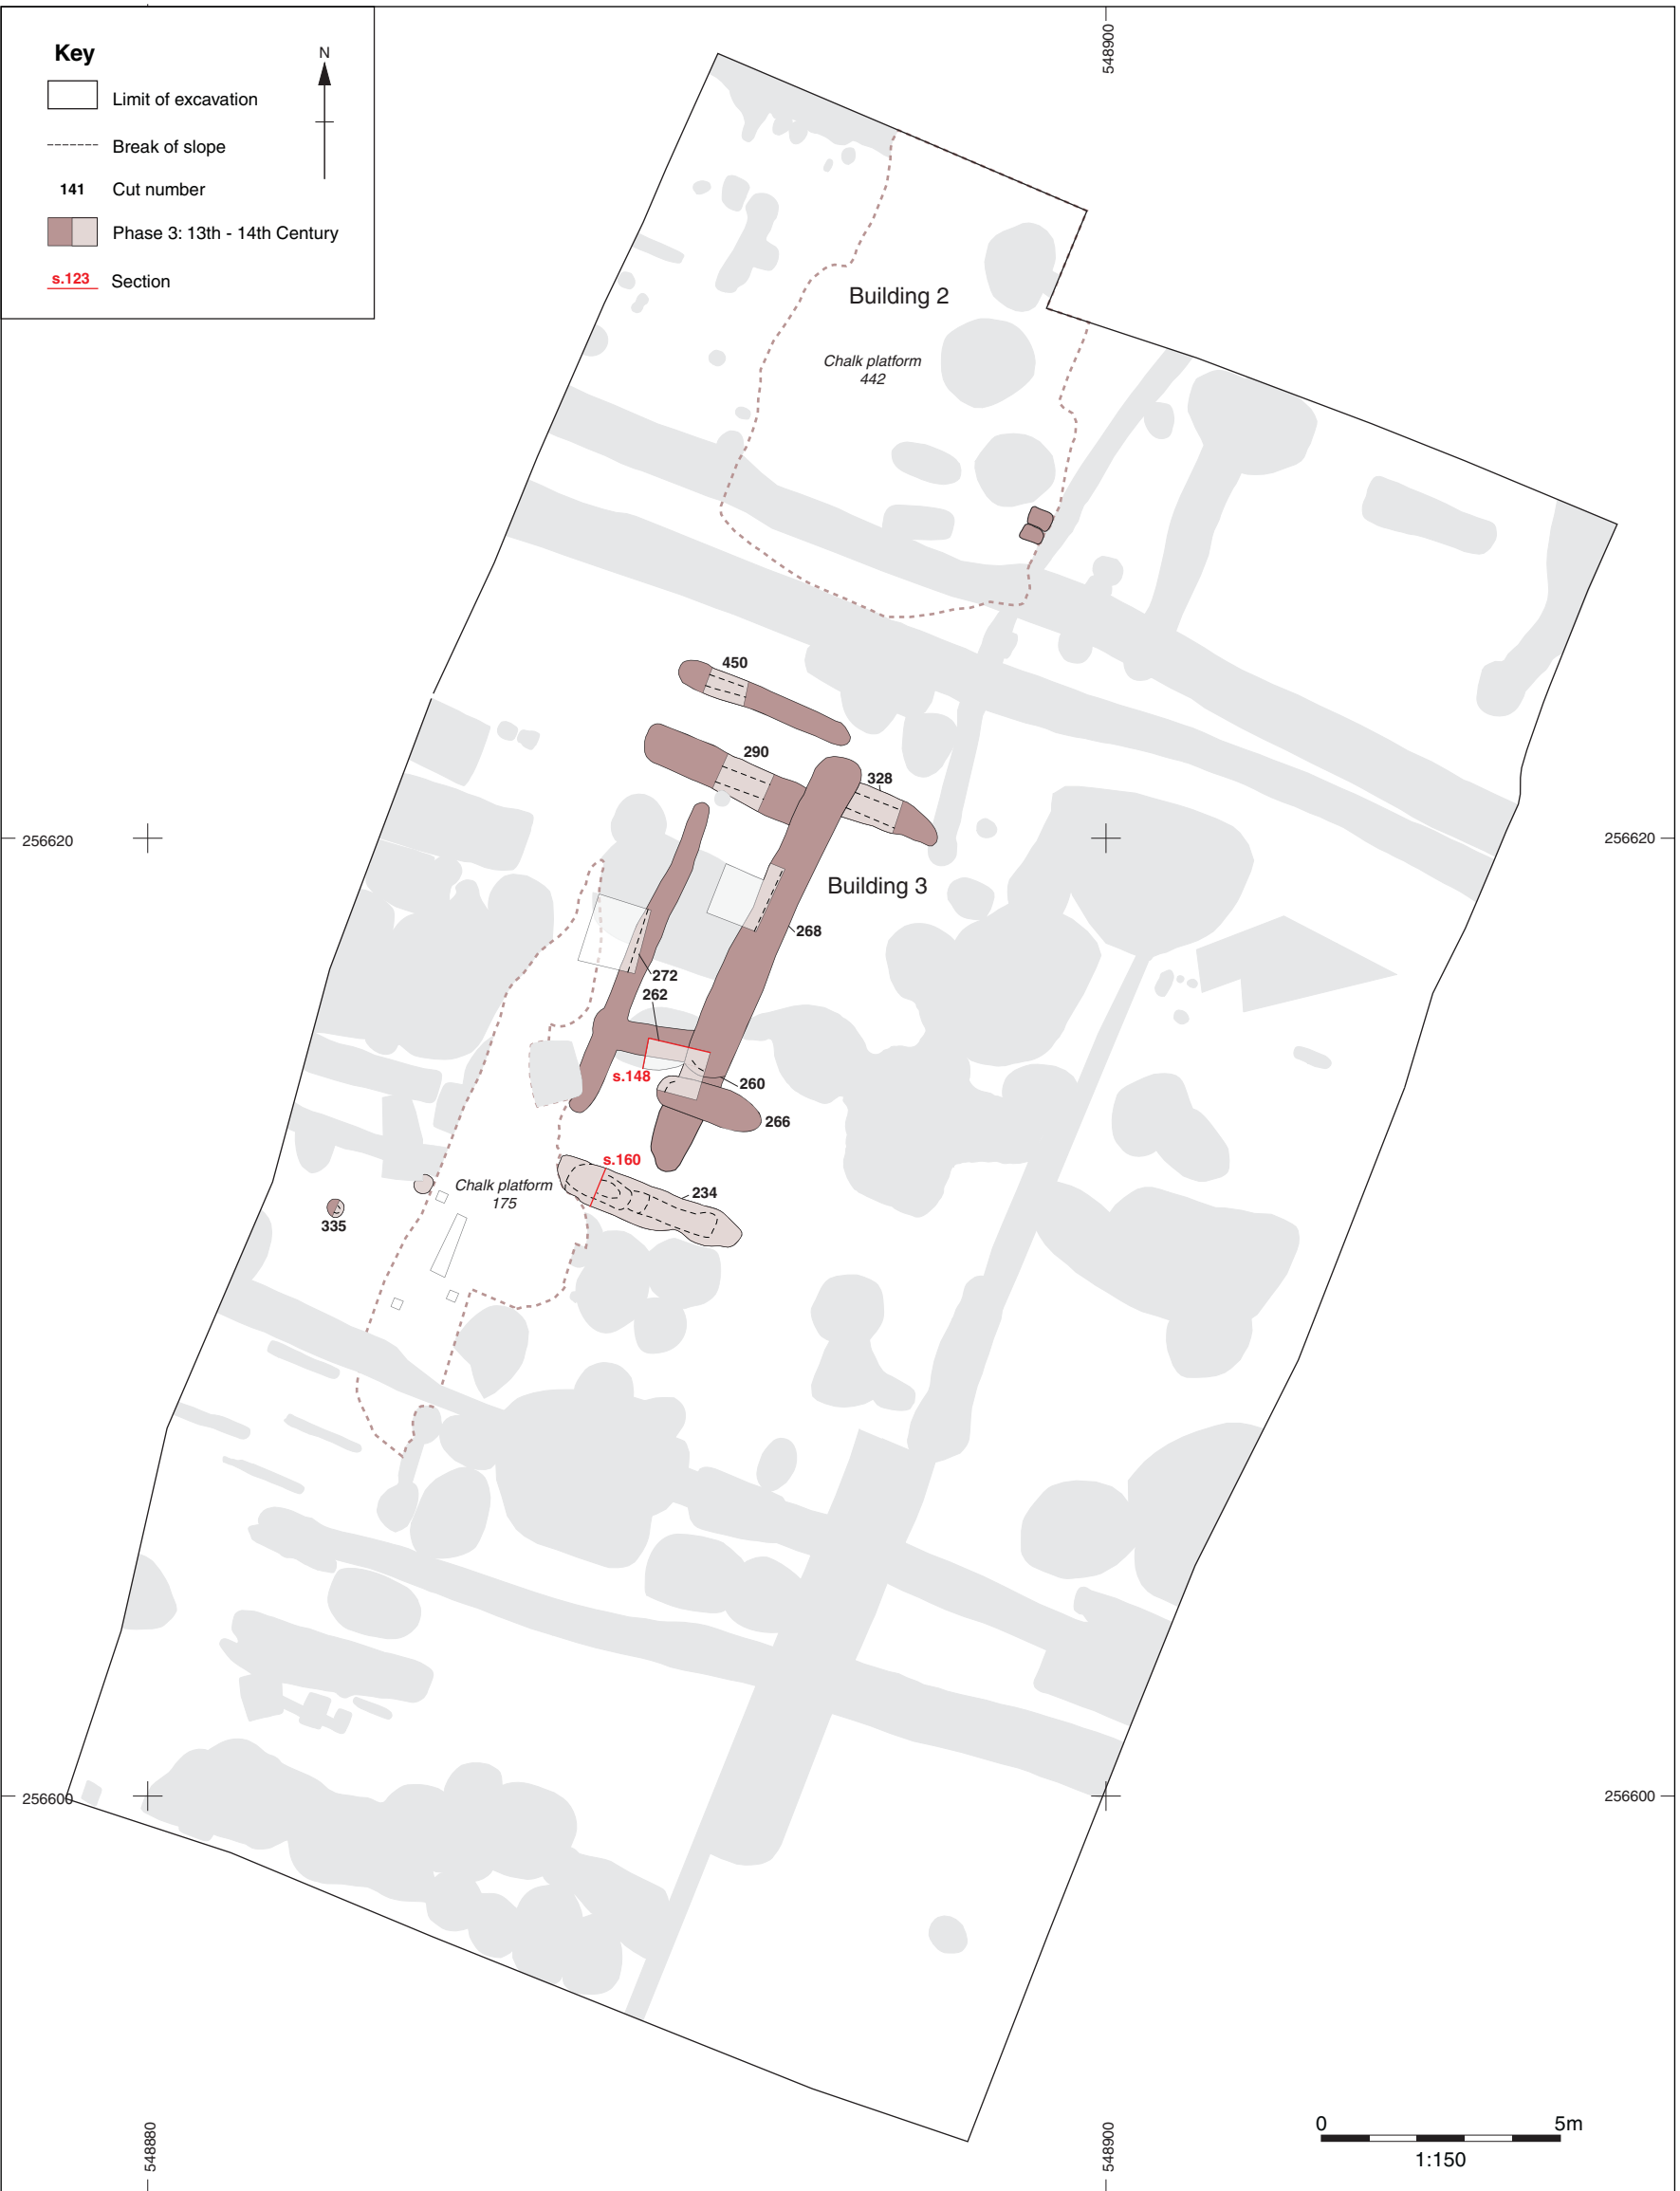 Key
N
Limit of excavation
Break of slope
141 Cut number
Phase 3: 13th - 14th Century
s.123 Section
548900
Building 2
Chalk platform
442
450
290
328
256620
256620
Building 3
268
272
262
s.148
260
266
s.160
234
Chalk platform
175
335
256600
256600
548880
548900
0 5m
1:150